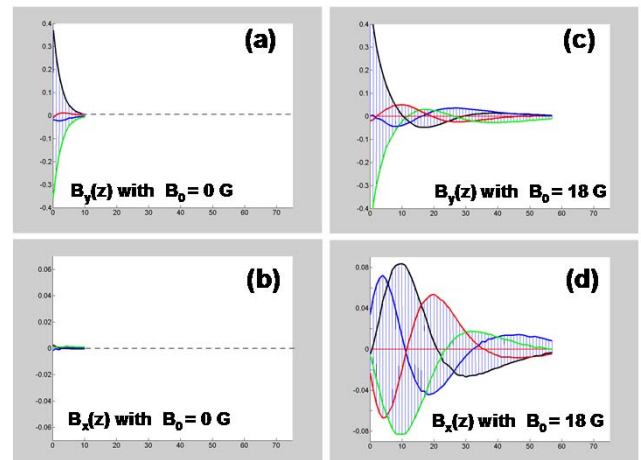 (a)
0.4
0.3
0.2
0.1
0
-0.1
-0.2
-0.3
-0.4
0 10 20 30 40 50 60 70
By(z) with B0 = 0 G
(c)
0.4
0.3
0.2
0.1
0
-0.1
-0.2
-0.3
-0.4
0 10 20 30 40 50 60 70
By(z) with B0 = 18 G
(b)
0.06
0.04
0.02
0
-0.02
-0.04
-0.06
0 10 20 30 40 50 60 70
Bx(z) with B0 = 0 G
(d)
0.08
0.04
0
-0.04
-0.08
0 10 20 30 40 50 60 70
Bx(z) with B0 = 18 G